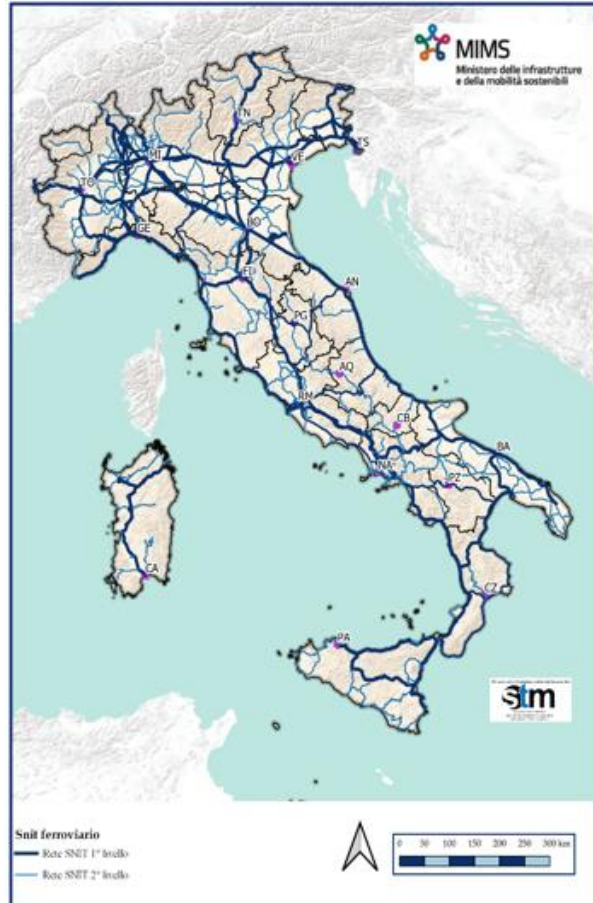 MIMS
Ministero delle infrastrutture
e della mobilità sostenibili
TN
TS
MI
VE
TO
BO
GE
FI
AN
PG
AQ
RM
CB
BA
NA
PZ
CA
CZ
PA
stm
Snit ferroviario
Rete SNIT 1° livello
Rete SNIT 2° livello
0 50 100 150 200 250 300 km